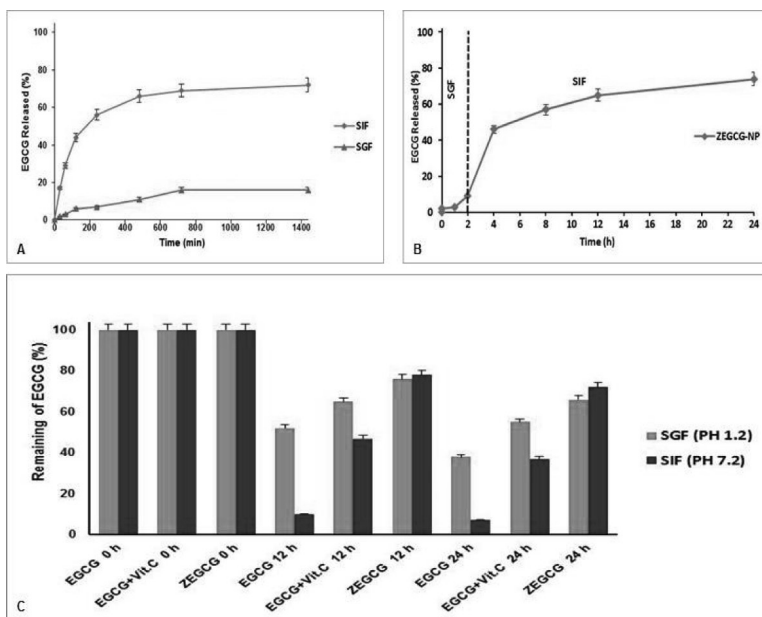 EGCG Released (%)
100
80
60
40
20
0
0
200
400
600
800
1000
1200
1400
Time (min)
SIF
SGF
A
EGCG Released (%)
100
80
60
40
20
0
SGF
SIF
0
2
4
6
8
10
12
14
16
18
20
22
24
Time (h)
ZEGCG-NP
B
Remaining of EGCG (%)
100
80
60
40
20
0
EGCG 0 h
EGCG+Vit.C 0 h
ZEGCG 0 h
EGCG 12 h
EGCG+Vit.C 12 h
ZEGCG 12 h
EGCG 24 h
EGCG+Vit.C 24 h
ZEGCG 24 h
SGF (PH 1.2)
SIF (PH 7.2)
C